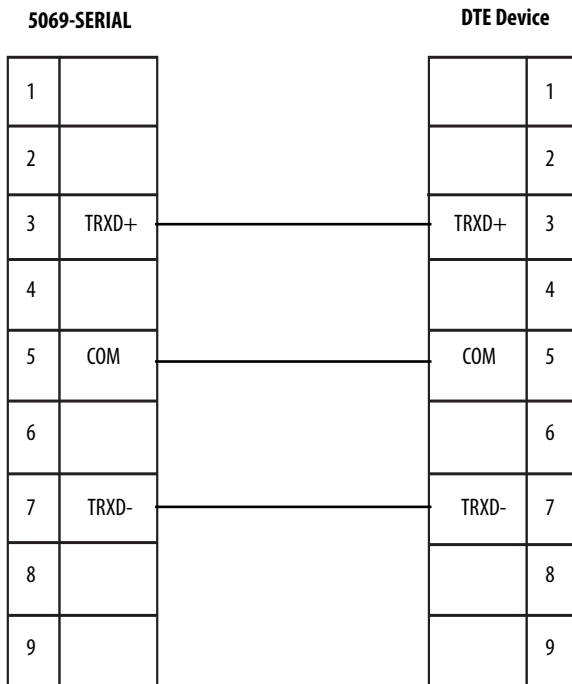 5069-SERIAL DTE Device
1 1
2 2
3 TRXD+ TRXD+ 3
4 4
5 COM COM 5
6 6
7 TRXD- TRXD- 7
8 8
9 9